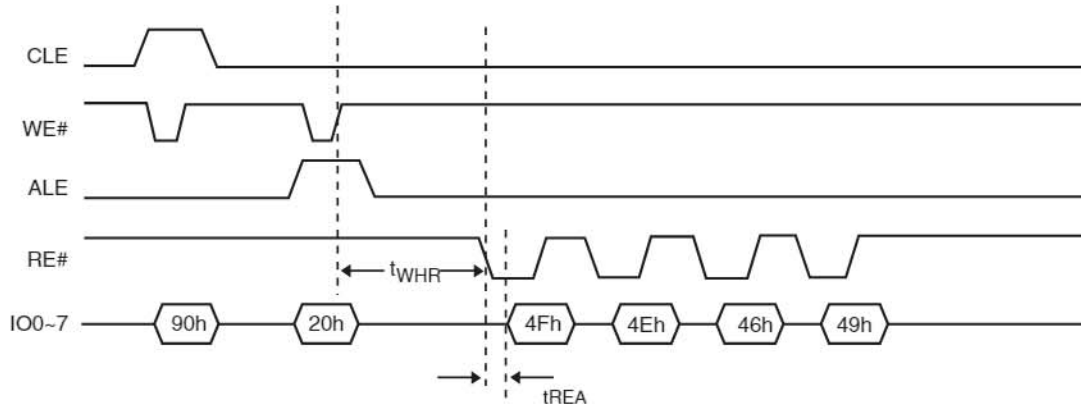 CLE
WE#
ALE
RE#
tWHR
IO0~7 90h 20h 4Fh 4Eh 46h 49h
tREA